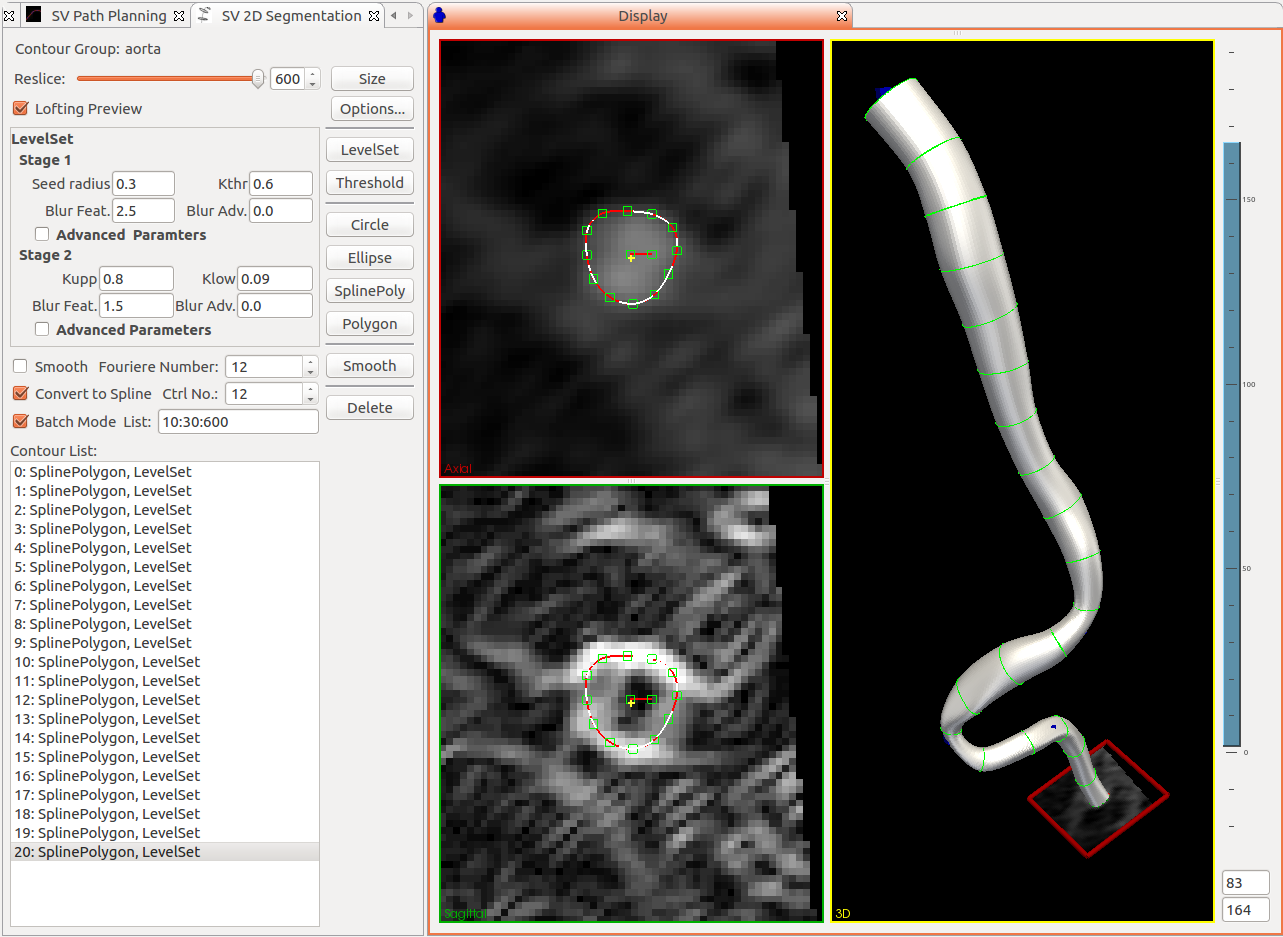 SV Path Planning
SV 2D Segmentation
Display
Contour Group: aorta
Reslice:
600
Size
Lofting Preview
Options...
LevelSet
Stage 1
Seed radius 0.3 Kthr 0.6
Blur Feat. 2.5 Blur Adv. 0.0
Advanced Paramters
Stage 2
Kupp 0.8 Klow 0.09
Blur Feat. 1.5 Blur Adv. 0.0
Advanced Parameters
LevelSet
Threshold
Circle
Ellipse
SplinePoly
Polygon
Smooth
Delete
Smooth Fouriere Number: 12
Convert to Spline Ctrl No.: 12
Batch Mode List: 10:30:600
Contour List:
0: SplinePolygon, LevelSet
1: SplinePolygon, LevelSet
2: SplinePolygon, LevelSet
3: SplinePolygon, LevelSet
4: SplinePolygon, LevelSet
5: SplinePolygon, LevelSet
6: SplinePolygon, LevelSet
7: SplinePolygon, LevelSet
8: SplinePolygon, LevelSet
9: SplinePolygon, LevelSet
10: SplinePolygon, LevelSet
11: SplinePolygon, LevelSet
12: SplinePolygon, LevelSet
13: SplinePolygon, LevelSet
14: SplinePolygon, LevelSet
15: SplinePolygon, LevelSet
16: SplinePolygon, LevelSet
17: SplinePolygon, LevelSet
18: SplinePolygon, LevelSet
19: SplinePolygon, LevelSet
20: SplinePolygon, LevelSet
Axial
Sagittal
3D
150
100
50
0
83
164